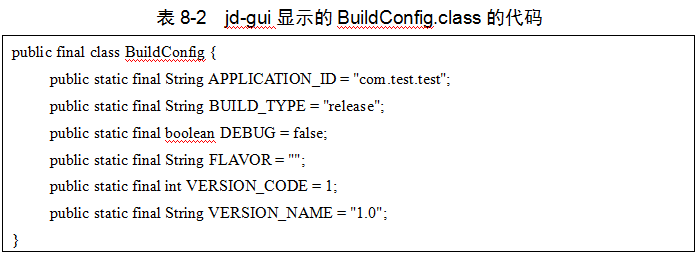 表 8-2 jd-gui 显示的 BuildConfig.class 的代码
public final class BuildConfig {
public static final String APPLICATION_ID = "com.test.test";
public static final String BUILD_TYPE = "release";
public static final boolean DEBUG = false;
public static final String FLAVOR = "";
public static final int VERSION_CODE = 1;
public static final String VERSION_NAME = "1.0";
}